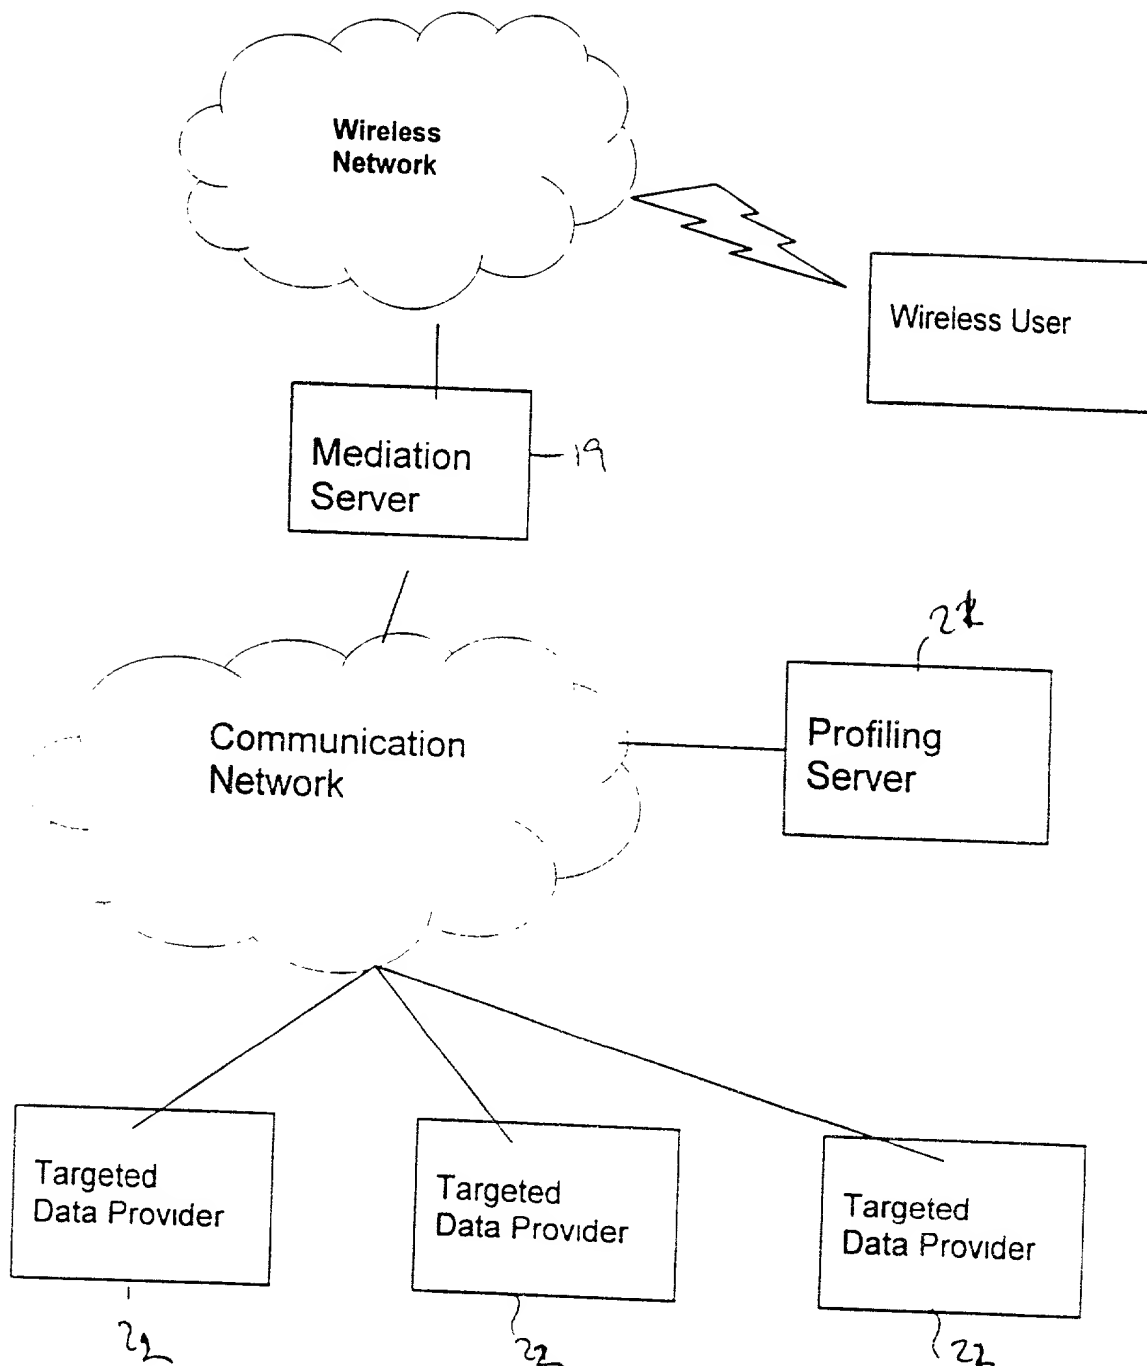 Wireless
Network
Wireless User
Mediation
Server
19
Communication
Network
Profiling
Server
Targeted
Data Provider
Targeted
Data Provider
Targeted
Data Provider
22
22